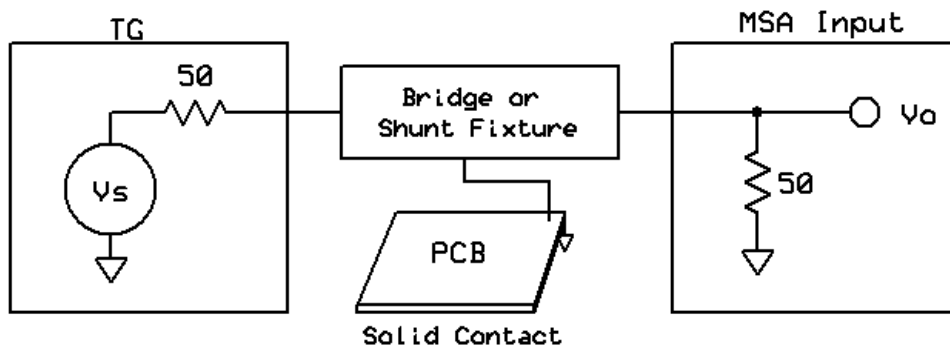 TG
MSA Input
50
Bridge or
Shunt Fixture
Vs
Vo
50
PCB
Solid Contact